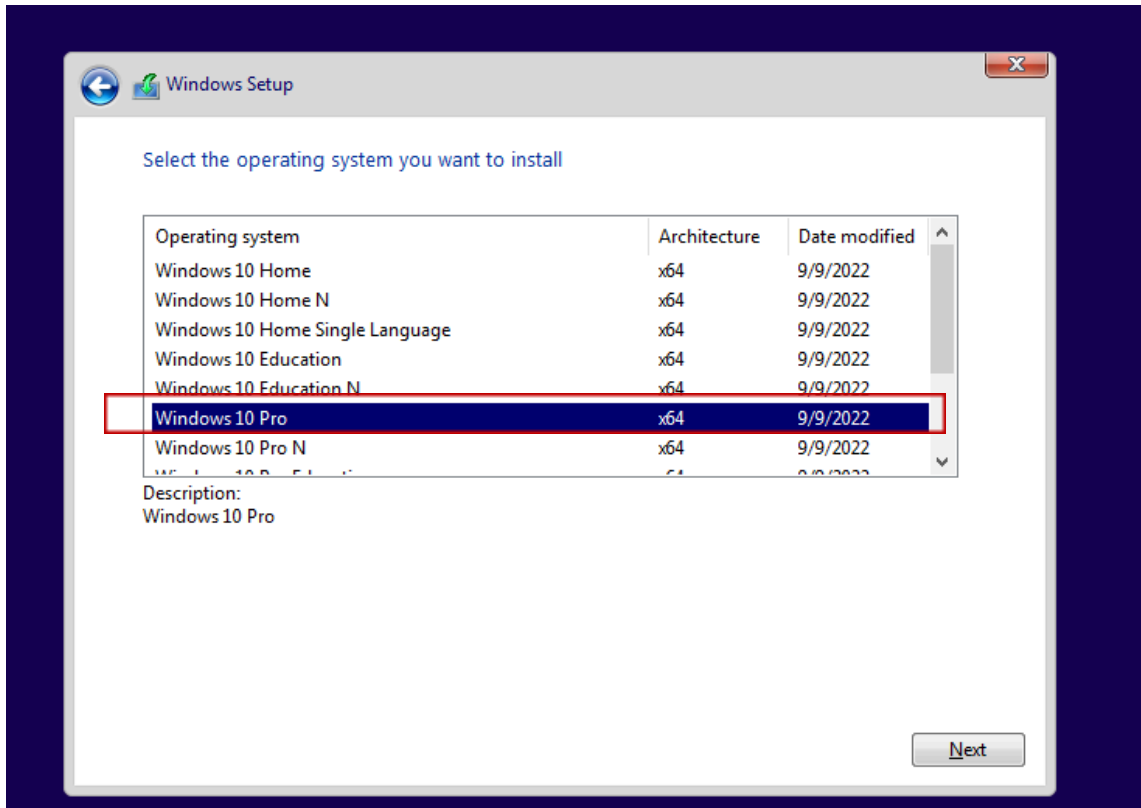 Windows Setup
Select the operating system you want to install
Operating system Architecture Date modified
Windows 10 Home x64 9/9/2022
Windows 10 Home N x64 9/9/2022
Windows 10 Home Single Language x64 9/9/2022
Windows 10 Education x64 9/9/2022
Windows 10 Education N x64 9/9/2022
Windows 10 Pro x64 9/9/2022
Windows 10 Pro N x64 9/9/2022
Description:
Windows 10 Pro
Next